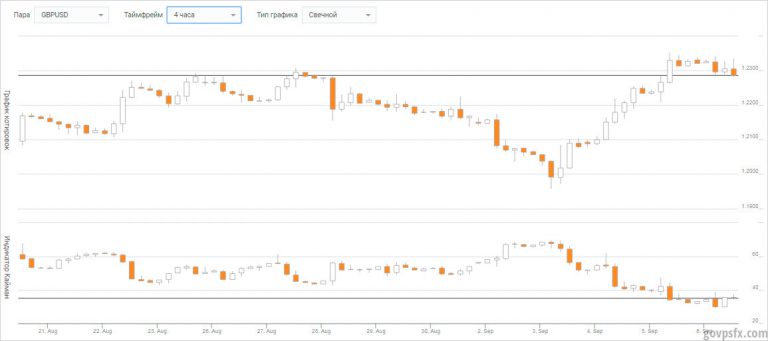 Пара GBPUSD Таймфрейм 4 часа Тип графика Свечной
График котировок
1.2300
1.2200
1.2100
1.2000
1.1900
Индикатор Кайман
60
40
20
21. Aug 22. Aug 23. Aug 26. Aug 27. Aug 28. Aug 29. Aug 30. Aug 2. Sep 3. Sep 4. Sep 5. Sep 6. Sep
govpsfx.com